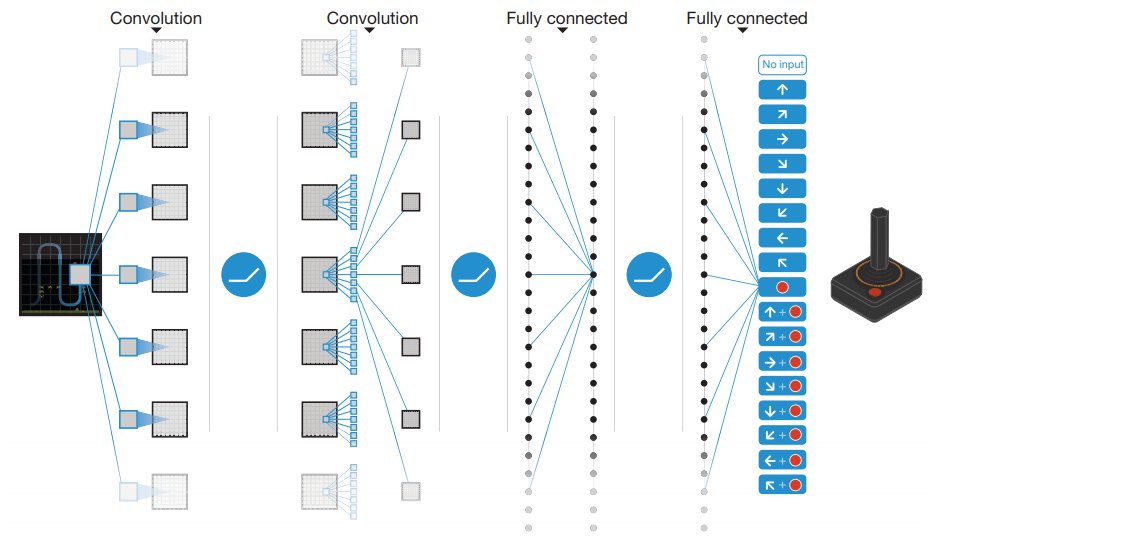 Convolution
Convolution
Fully connected
Fully connected
No input
+
+
+
+
+
+
+
+